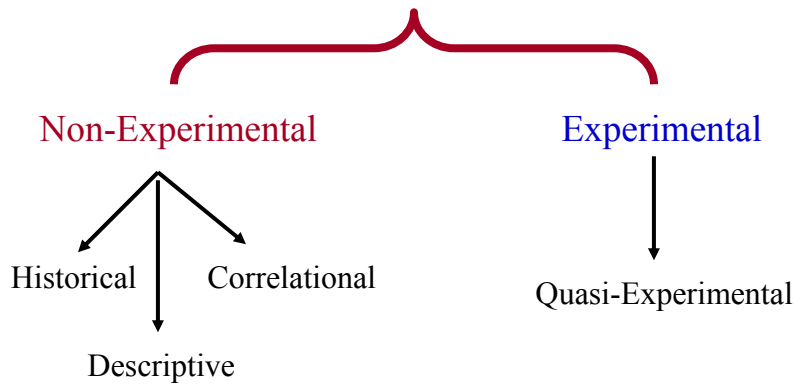 Non-Experimental
Experimental
Historical
Correlational
Quasi-Experimental
Descriptive